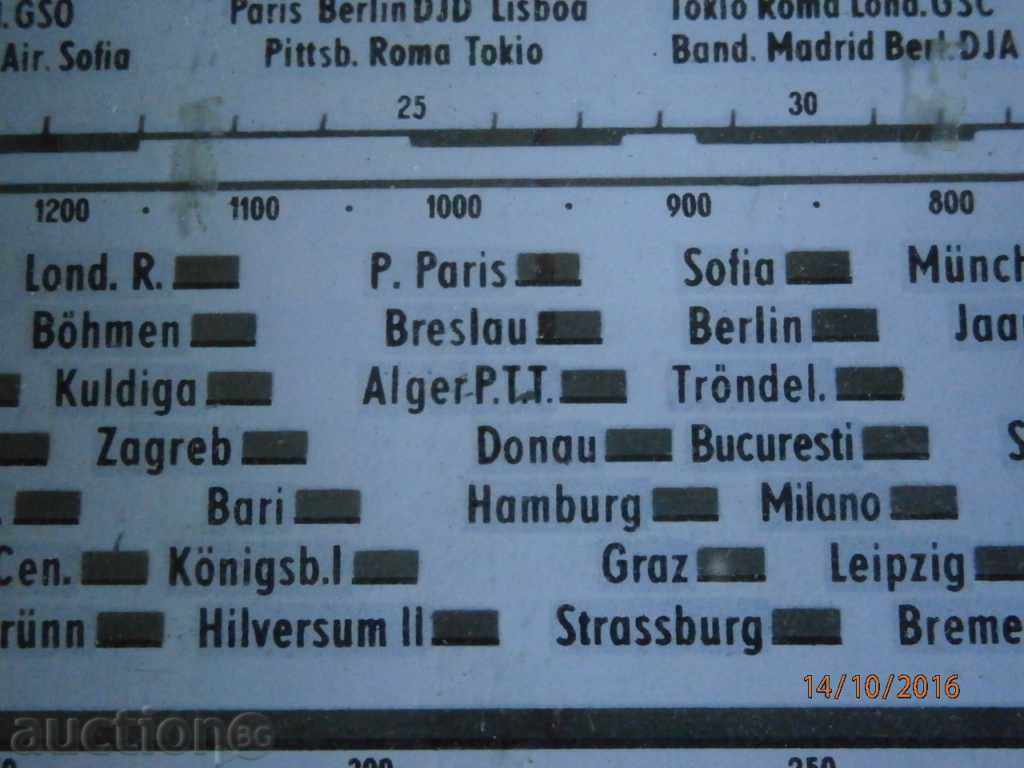 .GSO Paris Berlin DJD Lisboa Tokio Roma Lond. GSC
Air. Sofia Pittsb. Roma Tokio Band. Madrid Berl. DJA
25 30
1200 · 1100 · 1000 · 900 · 800
Lond. R. P. Paris Sofia Münch
Böhmen Breslau Berlin Jaar
Kuldiga Alger P.T.T. Tröndel.
Zagreb Donau Bucuresti S
Bari Hamburg Milano
Cen. Königsb.I Graz Leipzig
rünn Hilversum II Strassburg Breme
14/10/2016
auctionBG
250